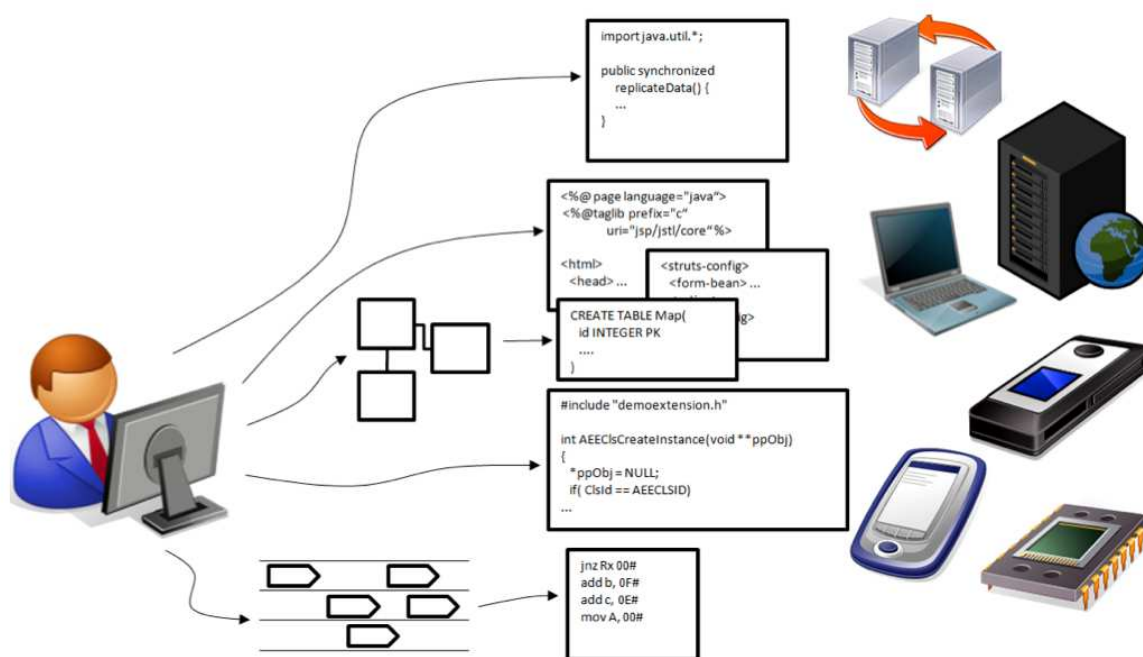 import java.util.*;
public synchronized
replicateData() {
...
}
<%@ page language="java“>
<%@taglib prefix="c“
uri="jsp/jstl/core“%>
<html>
<head> ...
<struts-config>
<form-bean> ...
CREATE TABLE Map(
id INTEGER PK
....
)
#include "demoextension.h"
int AEEClsCreateInstance(void **ppObj)
{
*ppObj = NULL;
if( ClsId == AEECLSID)
...
jnz Rx 00#
add b, 0F#
add c, 0E#
mov A, 00#